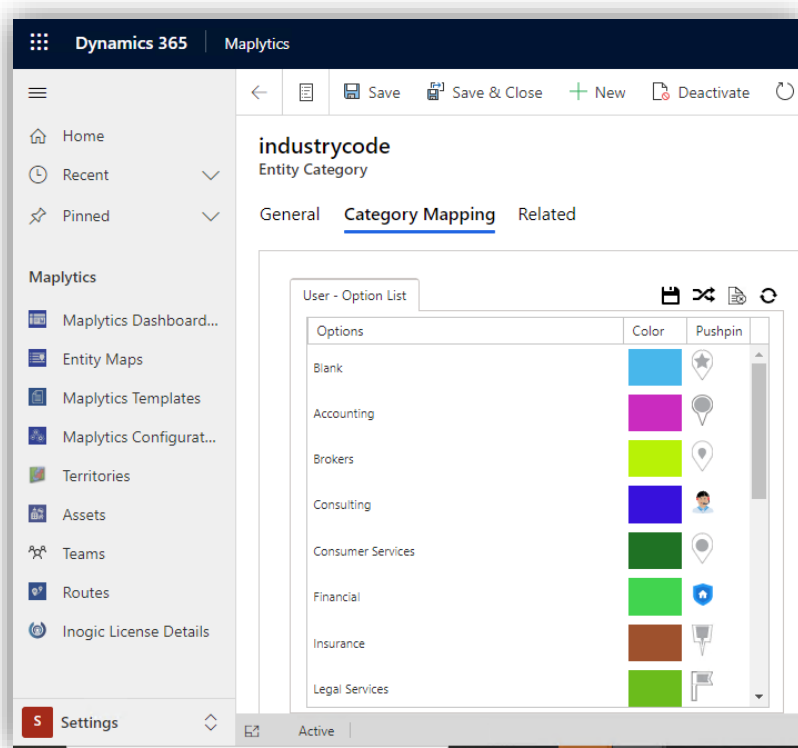 Dynamics 365 Maplytics
Save Save & Close New Deactivate
Home
Recent
Pinned
Maplytics
Maplytics Dashboard...
Entity Maps
Maplytics Templates
Maplytics Configurat...
Territories
Assets
Teams
Routes
Inogic License Details
S Settings
industrycode
Entity Category
General Category Mapping Related
User - Option List
Options Color Pushpin
Blank
Accounting
Brokers
Consulting
Consumer Services
Financial
Insurance
Legal Services
Active